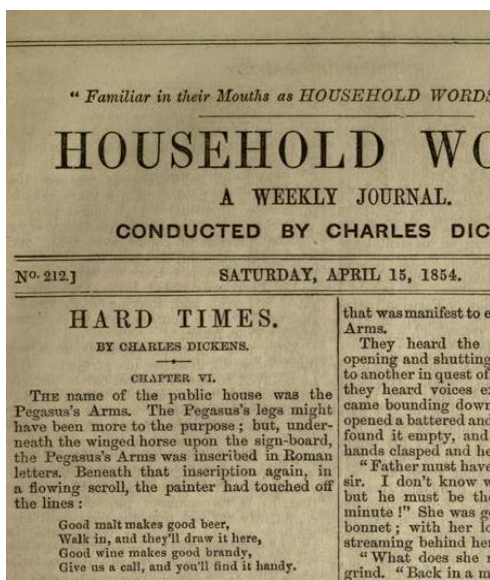 " Familiar in their Mouths as HOUSEHOLD WORDS
HOUSEHOLD WO
A WEEKLY JOURNAL.
CONDUCTED BY CHARLES DIC
No. 212.]
SATURDAY, APRIL 15, 1854.
HARD TIMES.
BY CHARLES DICKENS.
CHAPTER VI.
THE name of the public house was the
Pegasus's Arms. The Pegasus's legs might
have been more to the purpose; but, under-
neath the winged horse upon the sign-board,
the Pegasus's Arms was inscribed in Roman
letters. Beneath that inscription again, in
a flowing scroll, the painter had touched off
the lines:
Good malt makes good beer,
Walk in, and they'll draw it here,
Good wine makes good brandy,
Give us a call, and you'll find it handy.
that was manifest to e
Arms.
They heard the
opening and shutting
to another in quest of
they heard voices ex
came bounding down
opened a battered and
found it empty, and
hands clasped and he
"Father must have
sir. I don't know w
but he must be the
minute!" She was g
bonnet; with her lo
streaming behind her
"What does she
grind. "Back in a m